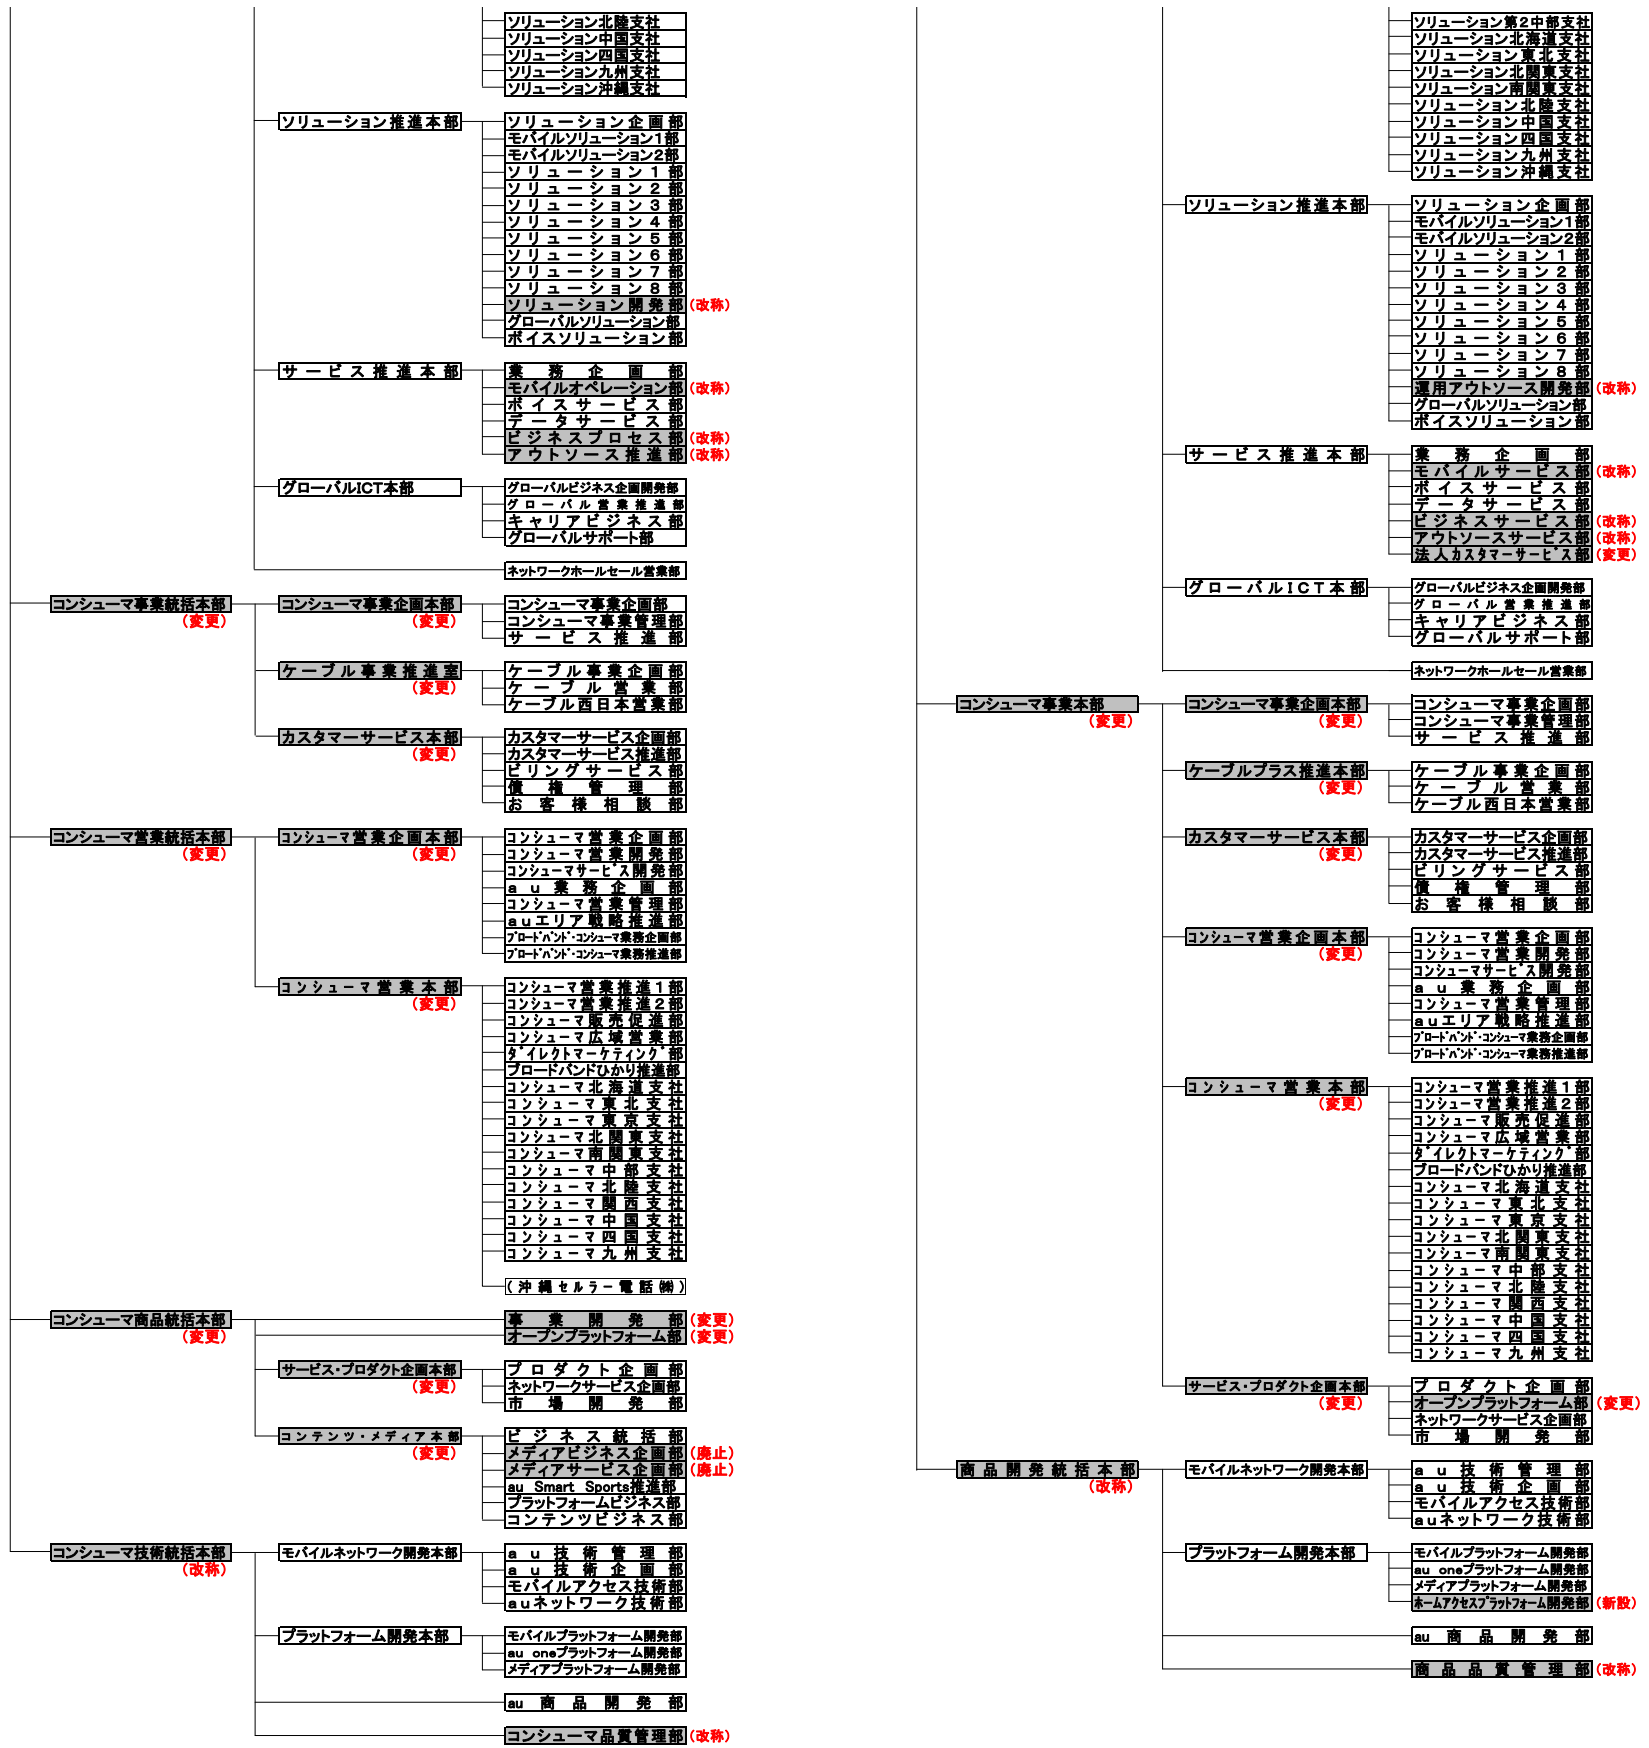 ソリューション北陸支社
ソリューション中国支社
ソリューション四国支社
ソリューション九州支社
ソリューション沖縄支社
ソリューション推進本部
ソリューション企画部
モバイルソリューション1部
モバイルソリューション2部
ソリューション1部
ソリューション2部
ソリューション3部
ソリューション4部
ソリューション5部
ソリューション6部
ソリューション7部
ソリューション8部
ソリューション開発部(改称)
グローバルソリューション部
ボイスソリューション部
サービス推進本部
業務企画部
モバイルオペレーション部(改称)
ボイスサービス部
データサービス部
ビジネスプロセス部(改称)
アウトソース推進部(改称)
グローバルICT本部
グローバルビジネス企画開発部
グローバル営業推進部
キャリアビジネス部
グローバルサポート部
ネットワークホールセール営業部
コンシューマ事業統括本部
(変更)
コンシューマ事業企画本部
(変更)
コンシューマ事業企画部
コンシューマ事業管理部
サービス推進部
ケーブル事業推進室
(変更)
ケーブル事業企画部
ケーブル営業部
ケーブル西日本営業部
カスタマーサービス本部
(変更)
カスタマーサービス企画部
カスタマーサービス推進部
ビリングサービス部
債権管理部
お客様相談部
コンシューマ営業統括本部
(変更)
コンシューマ営業企画本部
(変更)
コンシューマ営業企画部
コンシューマ営業開発部
コンシューマサービス開発部
au業務企画部
コンシューマ営業管理部
auエリア戦略推進部
ブロードバンド・コンシューマ業務企画部
ブロードバンド・コンシューマ業務推進部
コンシューマ営業本部
(変更)
コンシューマ営業推進1部
コンシューマ営業推進2部
コンシューマ販売促進部
コンシューマ広域営業部
ダイレクトマーケティング部
ブロードバンドひかり推進部
コンシューマ北海道支社
コンシューマ東北支社
コンシューマ東京支社
コンシューマ北関東支社
コンシューマ南関東支社
コンシューマ中部支社
コンシューマ北陸支社
コンシューマ関西支社
コンシューマ中国支社
コンシューマ四国支社
コンシューマ九州支社
(沖縄セルラー電話㈱)
コンシューマ商品統括本部
(変更)
事業開発部(変更)
オープンプラットフォーム部(変更)
サービス・プロダクト企画本部
(変更)
プロダクト企画部
ネットワークサービス企画部
市場開発部
コンテンツ・メディア本部
(変更)
ビジネス統括部
メディアビジネス企画部(廃止)
メディアサービス企画部(廃止)
au Smart Sports推進部
プラットフォームビジネス部
コンテンツビジネス部
コンシューマ技術統括本部
(改称)
モバイルネットワーク開発本部
au技術管理部
au技術企画部
モバイルアクセス技術部
auネットワーク技術部
プラットフォーム開発本部
モバイルプラットフォーム開発部
au oneプラットフォーム開発部
メディアプラットフォーム開発部
au商品開発部
コンシューマ品質管理部(改称)
ソリューション第2中部支社
ソリューション北海道支社
ソリューション東北支社
ソリューション北関東支社
ソリューション南関東支社
ソリューション北陸支社
ソリューション中国支社
ソリューション四国支社
ソリューション九州支社
ソリューション沖縄支社
ソリューション推進本部
ソリューション企画部
モバイルソリューション1部
モバイルソリューション2部
ソリューション1部
ソリューション2部
ソリューション3部
ソリューション4部
ソリューション5部
ソリューション6部
ソリューション7部
ソリューション8部
運用アウトソース開発部(改称)
グローバルソリューション部
ボイスソリューション部
サービス推進本部
業務企画部
モバイルサービス部(改称)
ボイスサービス部
データサービス部
ビジネスサービス部(改称)
アウトソースサービス部(改称)
法人カスタマーサービス部(変更)
グローバルICT本部
グローバルビジネス企画開発部
グローバル営業推進部
キャリアビジネス部
グローバルサポート部
ネットワークホールセール営業部
コンシューマ事業本部
(変更)
コンシューマ事業企画本部
(変更)
コンシューマ事業企画部
コンシューマ事業管理部
サービス推進部
ケーブルプラス推進本部
(変更)
ケーブル事業企画部
ケーブル営業部
ケーブル西日本営業部
カスタマーサービス本部
(変更)
カスタマーサービス企画部
カスタマーサービス推進部
ビリングサービス部
債権管理部
お客様相談部
コンシューマ営業企画本部
(変更)
コンシューマ営業企画部
コンシューマ営業開発部
コンシューマサービス開発部
au業務企画部
コンシューマ営業管理部
auエリア戦略推進部
ブロードバンド・コンシューマ業務企画部
ブロードバンド・コンシューマ業務推進部
コンシューマ営業本部
(変更)
コンシューマ営業推進1部
コンシューマ営業推進2部
コンシューマ販売促進部
コンシューマ広域営業部
ダイレクトマーケティング部
ブロードバンドひかり推進部
コンシューマ北海道支社
コンシューマ東北支社
コンシューマ東京支社
コンシューマ北関東支社
コンシューマ南関東支社
コンシューマ中部支社
コンシューマ北陸支社
コンシューマ関西支社
コンシューマ中国支社
コンシューマ四国支社
コンシューマ九州支社
サービス・プロダクト企画本部
(変更)
プロダクト企画部
オープンプラットフォーム部(変更)
ネットワークサービス企画部
市場開発部
商品開発統括本部
(改称)
モバイルネットワーク開発本部
au技術管理部
au技術企画部
モバイルアクセス技術部
auネットワーク技術部
プラットフォーム開発本部
モバイルプラットフォーム開発部
au oneプラットフォーム開発部
メディアプラットフォーム開発部
ホームアクセスプラットフォーム開発部(新設)
au商品開発部
商品品質管理部(改称)